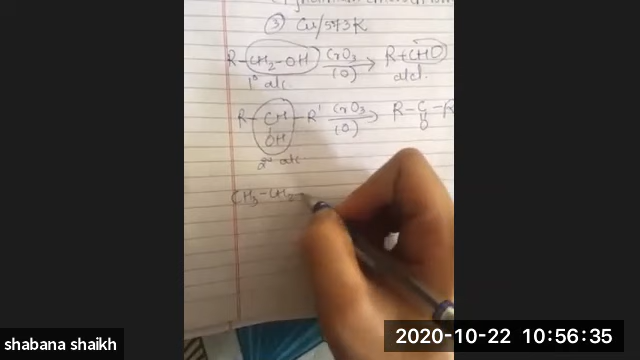 ③ Cu/573K
R-CH₂-OH CrO₃ (O) → R+CHO
1° alc. ald.
R-CH-R' CrO₃ (O) → R-C-R
OH O
2° alc
CH₃-CH₂-
shabana shaikh
2020-10-22 10:56:35